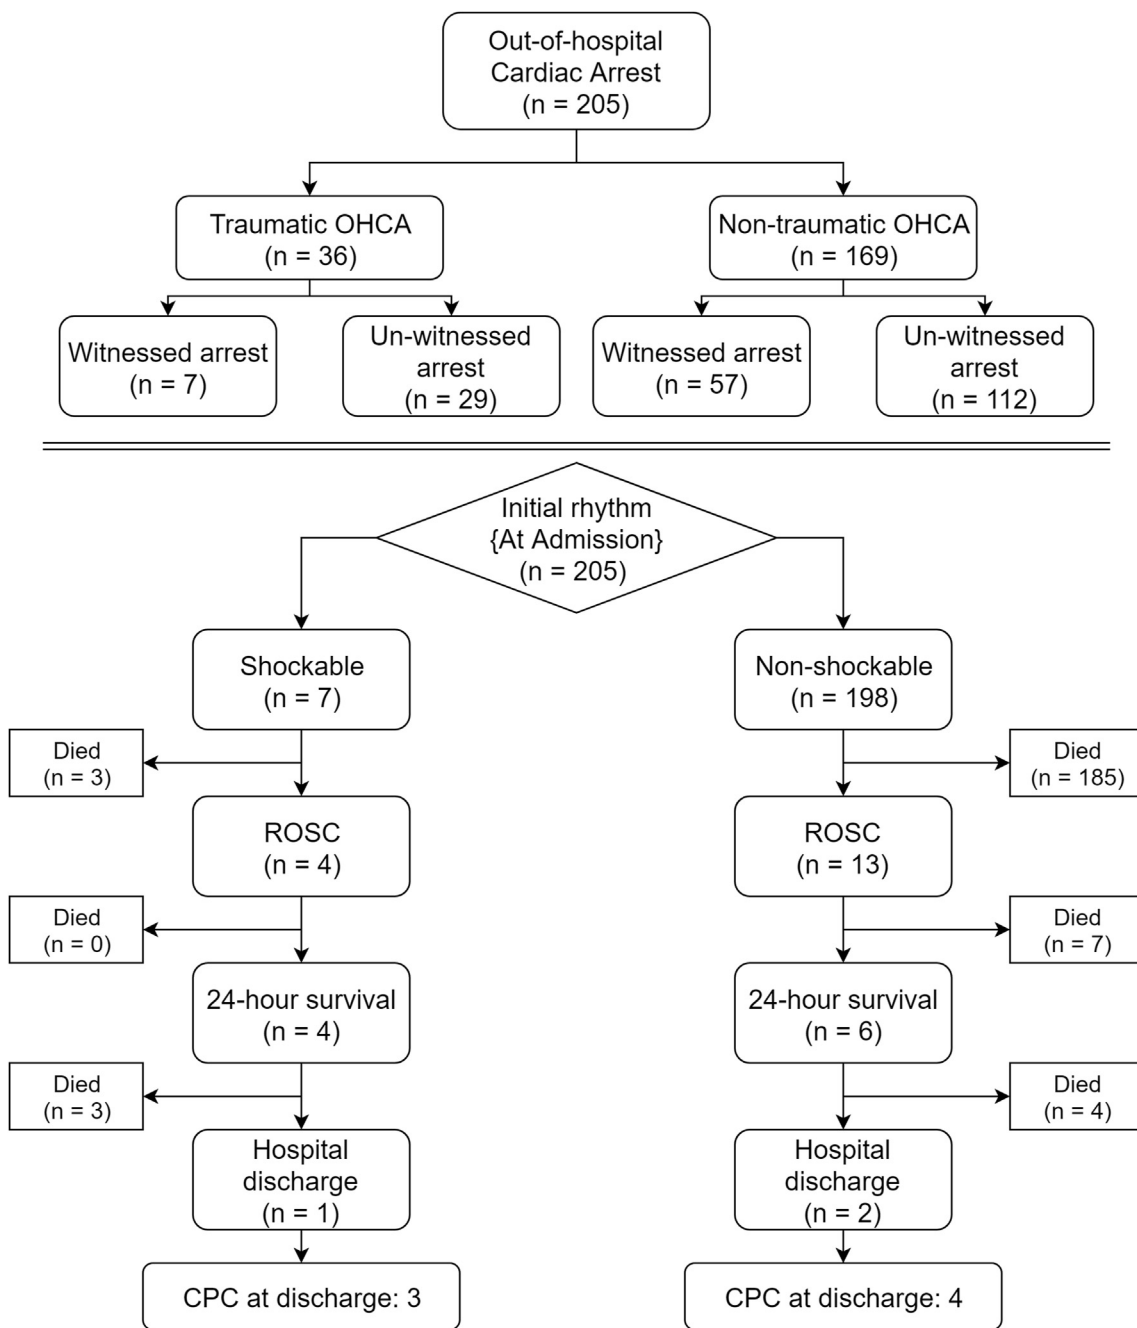 Out-of-hospital
Cardiac Arrest
(n = 205)
Traumatic OHCA
(n = 36)
Non-traumatic OHCA
(n = 169)
Witnessed arrest
(n = 7)
Un-witnessed
arrest
(n = 29)
Witnessed arrest
(n = 57)
Un-witnessed
arrest
(n = 112)
Initial rhythm
{At Admission}
(n = 205)
Shockable
(n = 7)
Non-shockable
(n = 198)
Died
(n = 3)
Died
(n = 185)
ROSC
(n = 4)
ROSC
(n = 13)
Died
(n = 0)
Died
(n = 7)
24-hour survival
(n = 4)
24-hour survival
(n = 6)
Died
(n = 3)
Died
(n = 4)
Hospital
discharge
(n = 1)
Hospital
discharge
(n = 2)
CPC at discharge: 3
CPC at discharge: 4